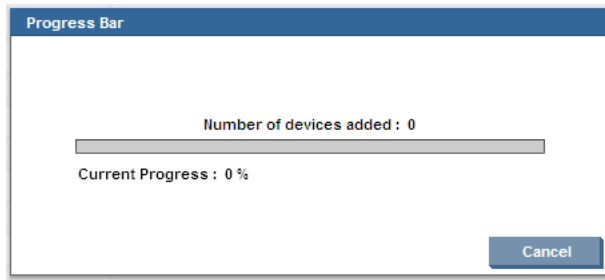 Progress Bar
Number of devices added : 0
Current Progress : 0 %
Cancel